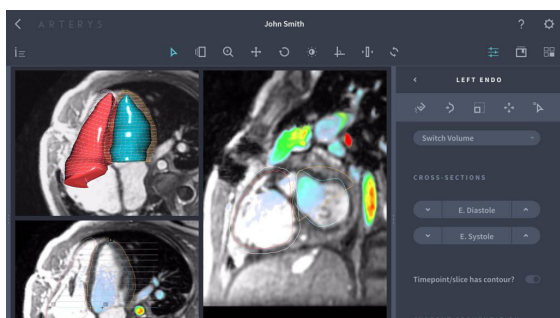 ARTERYS
John Smith
?
LEFT ENDO
Switch Volume
CROSS-SECTIONS
E. Diastole
E. Systole
Timepoint/slice has contour?